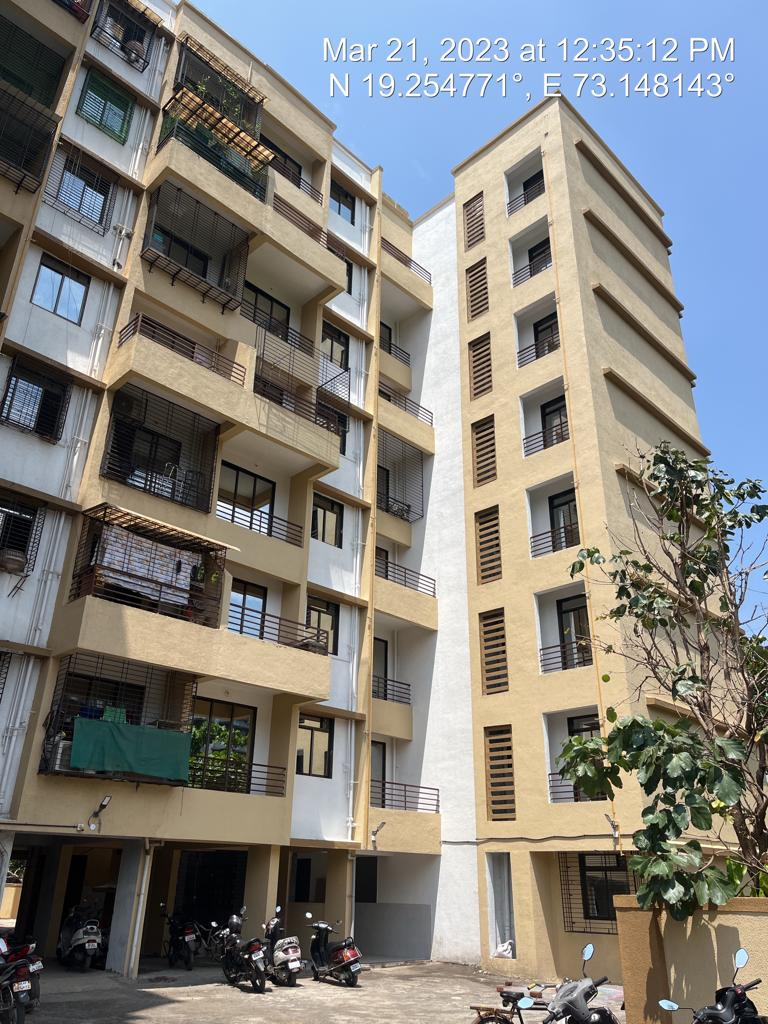 Mar 21, 2023 at 12:35:12 PM
N 19.254771°, E 73.148143°